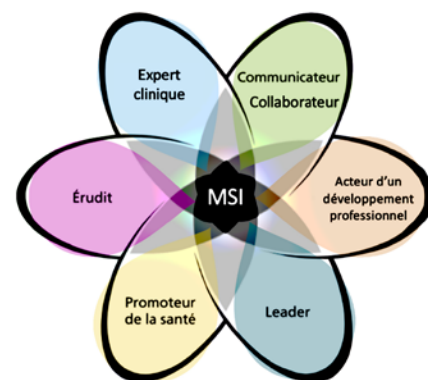 Expert
clinique
Communicateur
Collaborateur
Érudit
MSI
Acteur d'un
développement
professionnel
Promoteur
de la santé
Leader